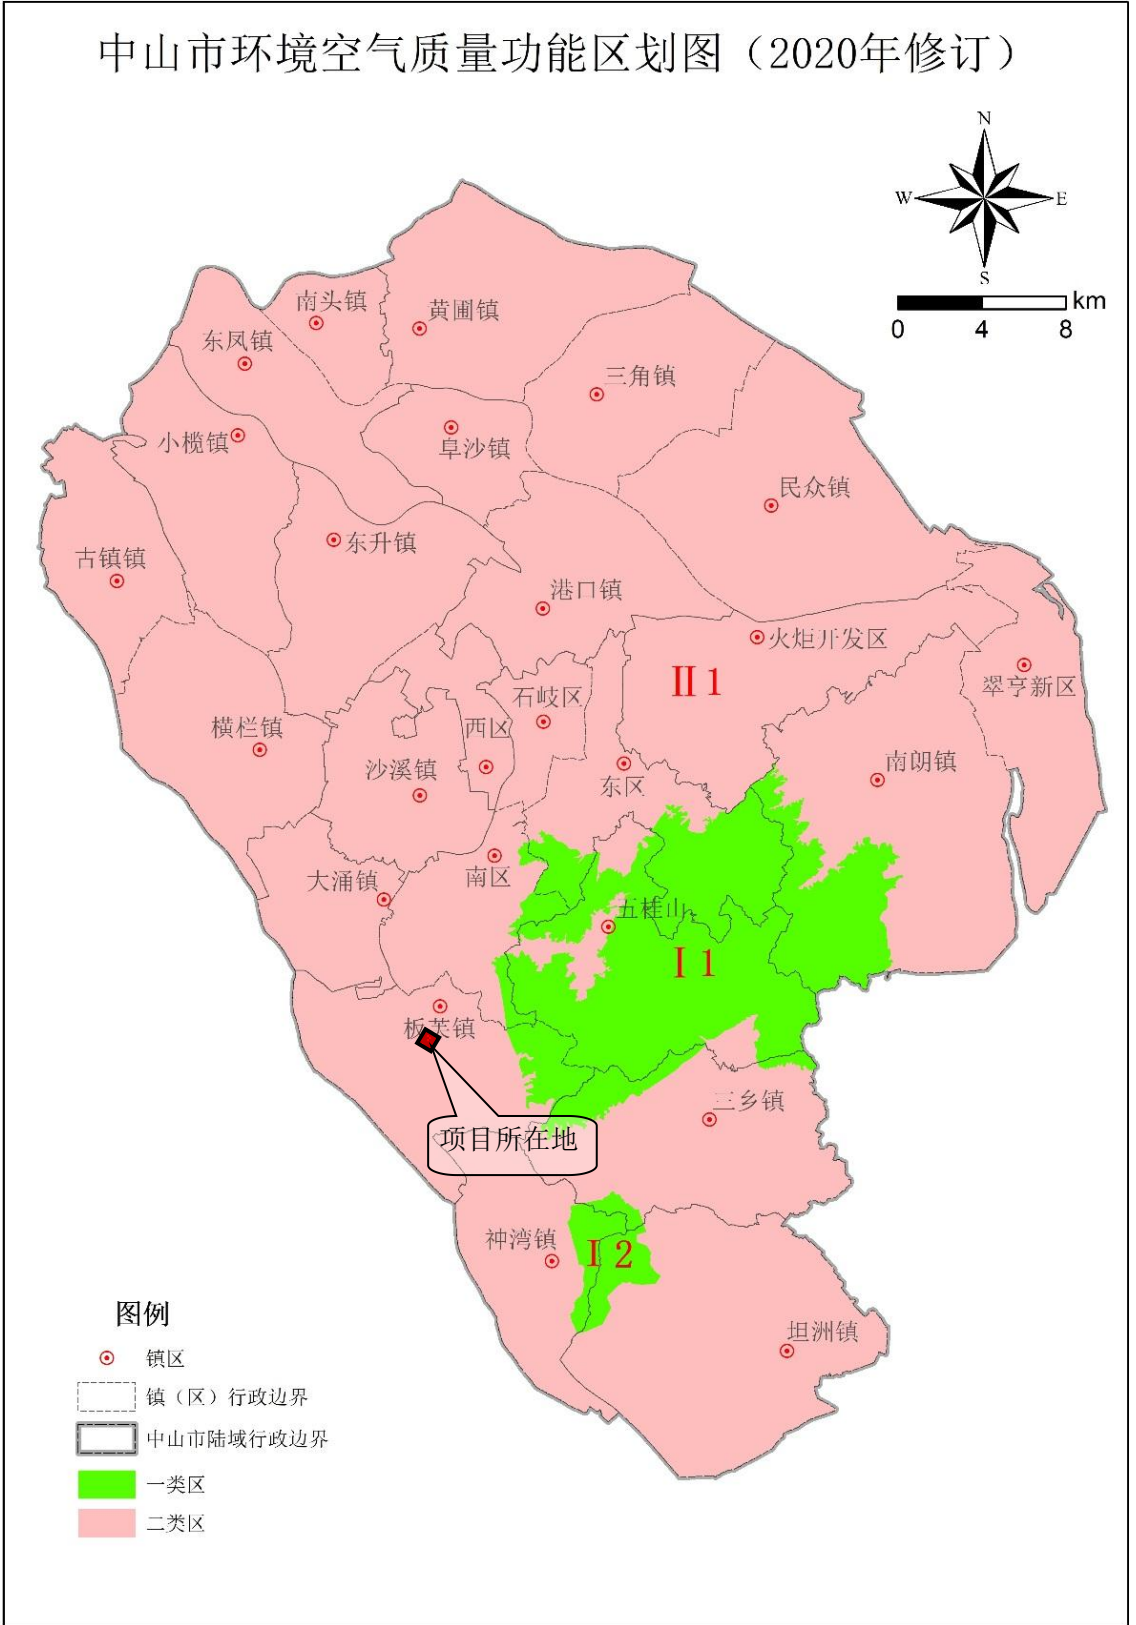 中山市环境空气质量功能区划图（2020年修订）
N
W
E
S
km
0 4 8
南头镇
黄圃镇
东凤镇
三角镇
小榄镇
阜沙镇
民众镇
东升镇
古镇镇
港口镇
火炬开发区
II 1
翠亨新区
石岐区
横栏镇
西区
南朗镇
沙溪镇
东区
南区
大涌镇
五桂山
I 1
板芙镇
三乡镇
项目所在地
神湾镇
I 2
坦洲镇
图例
镇区
镇（区）行政边界
中山市陆域行政边界
一类区
二类区